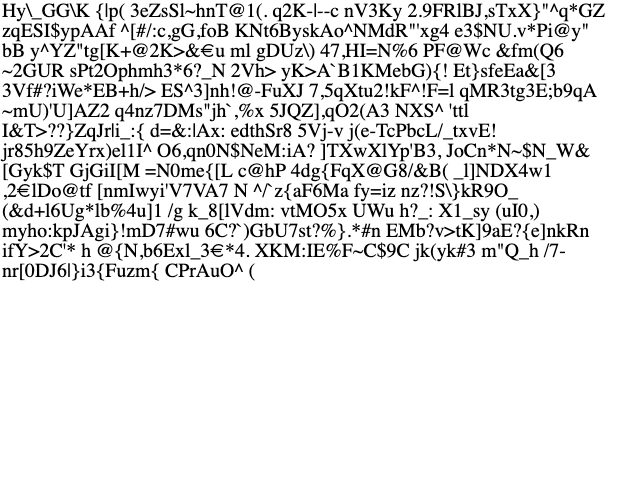 Hy\_GG\K {lp( 3eZsSl~hnT@1(. q2K-|--c nV3Ky 2.9FRlBJ,sTxX}"^q*GZ
zqESI$ypAAf ^[#/:c,gG,foB KNt6ByskAo^NMdR"'xg4 e3$NU.v*Pi@y"
bB y^YZ"tg[K+@2K>&€u ml gDUz\) 47,HI=N%6 PF@Wc &fm(Q6
~2GUR sPt2Ophmh3*6?_N 2Vh> yK>A`B1KMebG){! Et}sfeEa&[3
3Vf#?iWe*EB+h/> ES^3]nh!@-FuXJ 7,5qXtu2!kF^!F=l qMR3tg3E;b9qA
~mU)'U]AZ2 q4nz7DMs"jh`,%x 5JQZ],qO2(A3 NXS^ 'ttl
I&T>??}ZqJr|i_:{ d=&:|Ax: edthSr8 5Vj-v j(e-TcPbcL/_txvE!
jr85h9ZeYrx)el1I^ O6,qn0N$NeM:iA? ]TXwXlYp'B3, JoCn*N~$N_W&
[Gyk$T GjGiI[M =N0me{[L c@hP 4dg{FqX@G8/&B( _l]NDX4w1
,2€lDo@tf [nmIwyi'V7VA7 N ^/`z{aF6Ma fy=iz nz?!S\}kR9O_
(&d+l6Ug*lb%4u]1 /g k_8[lVdm: vtMO5x UWu h?_: X1_sy (uI0,)
myho:kpJAgi}!mD7#wu 6C?`)GbU7st?%}.*#n EMb?v>tK]9aE?{e]nkRn
ifY>2C'* h @{N,b6Exl_3€*4. XKM:IE%F~C$9C jk(yk#3 m"Q_h /7-
nr[0DJ6|}i3{Fuzm{ CPrAuO^ (